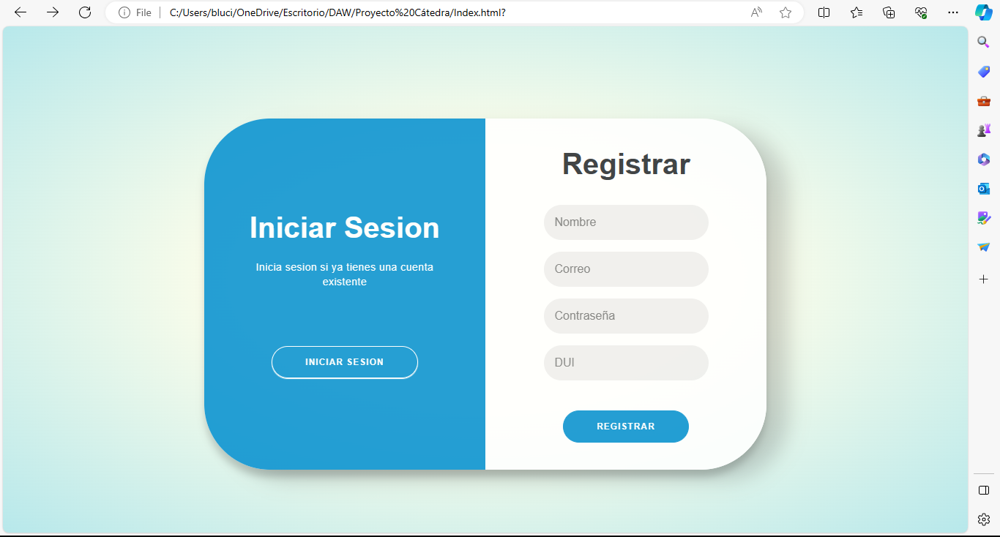 File
C:/Users/bluci/OneDrive/Escritorio/DAW/Proyecto%20Cátedra/Index.html?
Iniciar Sesion
Inicia sesion si ya tienes una cuenta
existente
INICIAR SESION
Registrar
Nombre
Correo
Contraseña
DUI
REGISTRAR